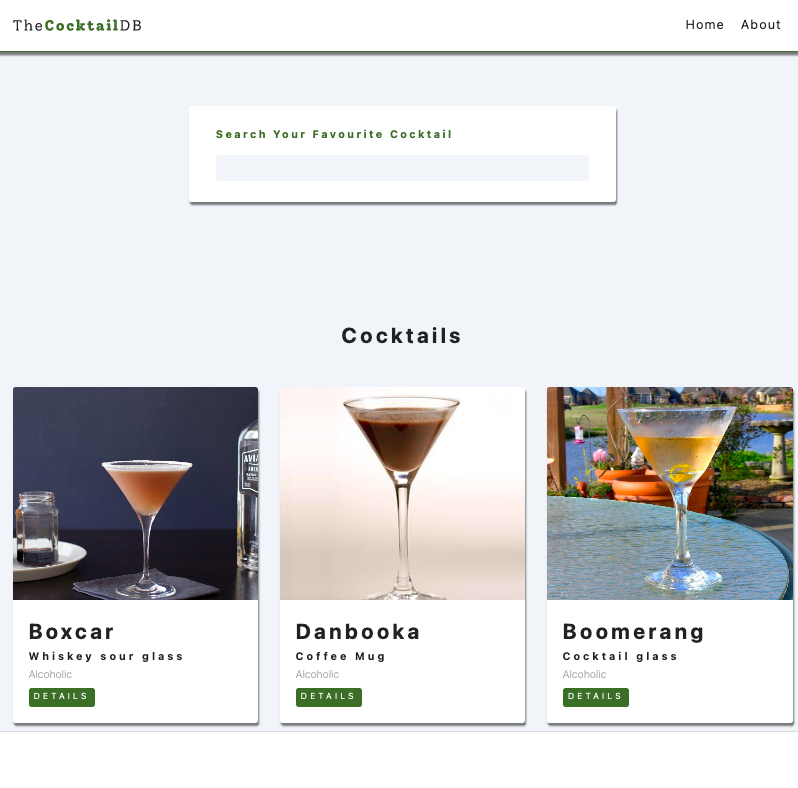 TheCocktailDB
Home About
Search Your Favourite Cocktail
Cocktails
Boxcar
Whiskey sour glass
Alcoholic
DETAILS
Danbooka
Coffee Mug
Alcoholic
DETAILS
Boomerang
Cocktail glass
Alcoholic
DETAILS